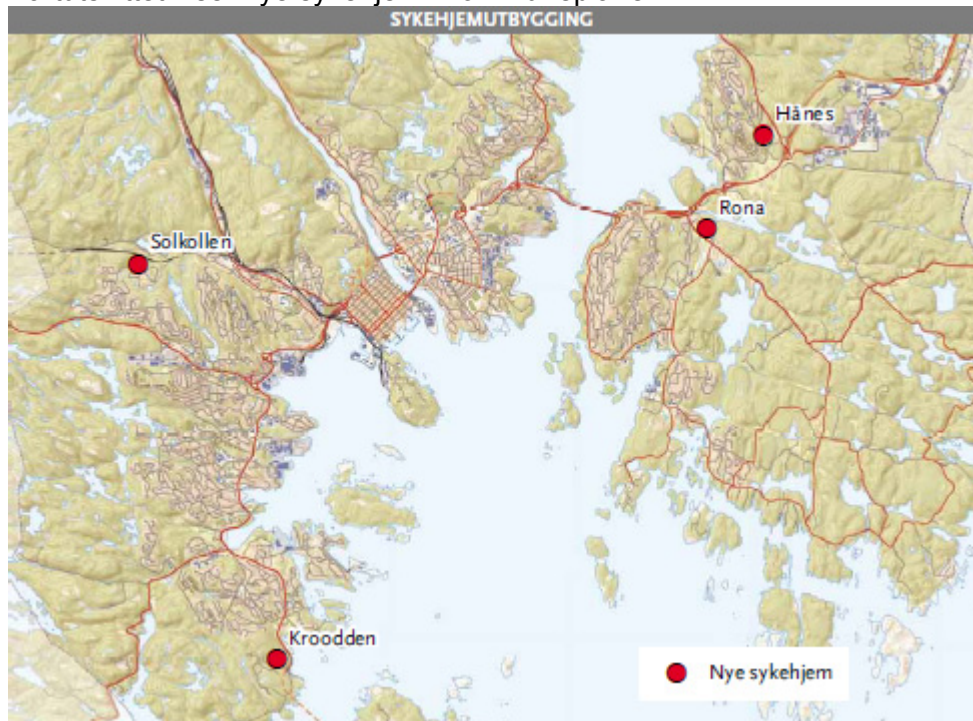 SYKEHJEMUTBYGGING
Hånes
Rona
Solkollen
Kroodden
Nye sykehjem